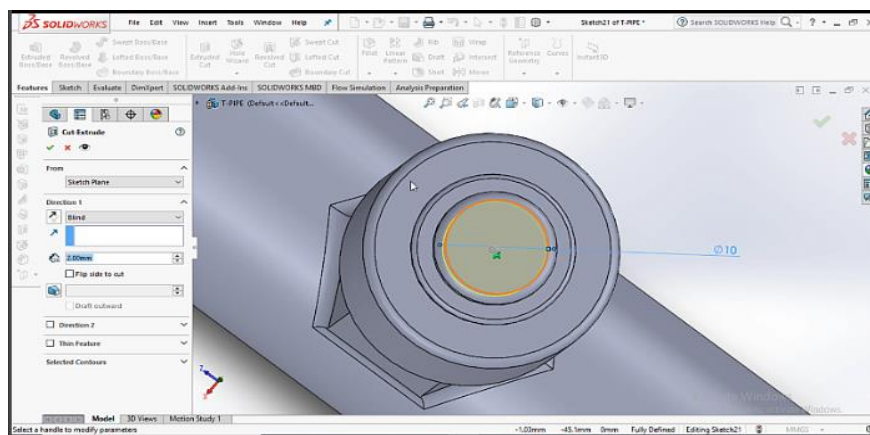 SOLIDWORKS File Edit View Insert Tools Window Help Sketch21 of T-PIPE * Search SOLIDWORKS Help
Extruded Boss/Base Revolved Boss/Base Swept Boss/Base Extruded Cut Hole Wizard Revolved Cut Swept Cut Fillet Linear Pattern Rib Wrap Reference Geometry Curves Instant3D
Lofted Boss/Base Lofted Cut Draft Intersect
Boundary Boss/Base Boundary Cut Shell Mirror
Features Sketch Evaluate DimXpert SOLIDWORKS Add-Ins SOLIDWORKS MBD Flow Simulation Analysis Preparation
T-PIPE (Default<<Default...
Cut-Extrude
From
Sketch Plane
Direction 1
Blind
2.00mm
Flip side to cut
Draft outward
Direction 2
Thin Feature
Selected Contours
Ø10
Model 3D Views Motion Study 1
Select a handle to modify parameters -1.03mm -45.1mm 0mm Fully Defined Editing Sketch21 MMGS